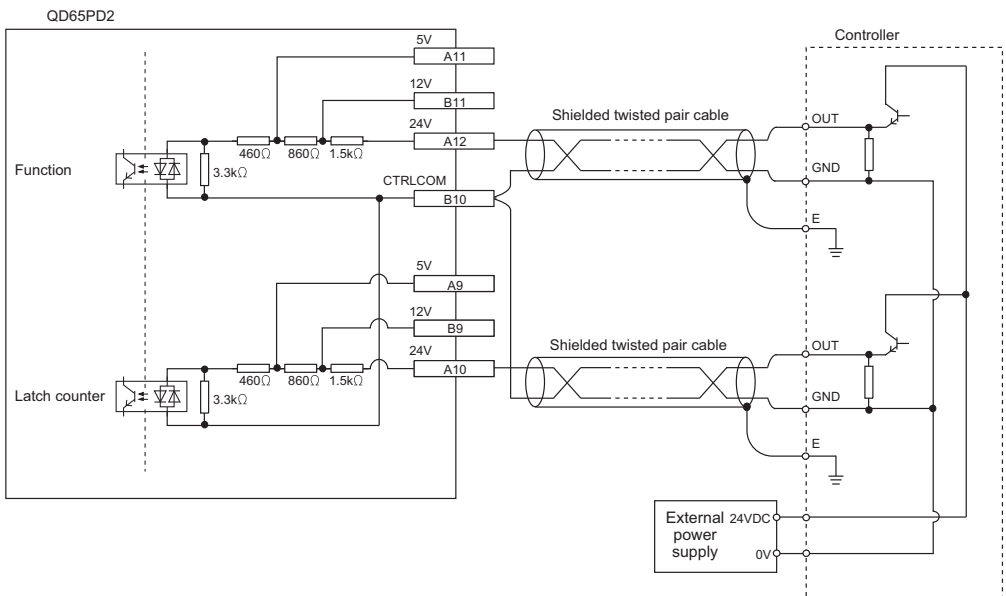 QD65PD2
Controller
5V
A11
12V
B11
24V
A12
460Ω
860Ω
1.5kΩ
3.3kΩ
Function
CTRLCOM
B10
Shielded twisted pair cable
OUT
GND
E
5V
A9
12V
B9
24V
A10
460Ω
860Ω
1.5kΩ
3.3kΩ
Latch counter
Shielded twisted pair cable
OUT
GND
E
External
power
supply
24VDC
0V